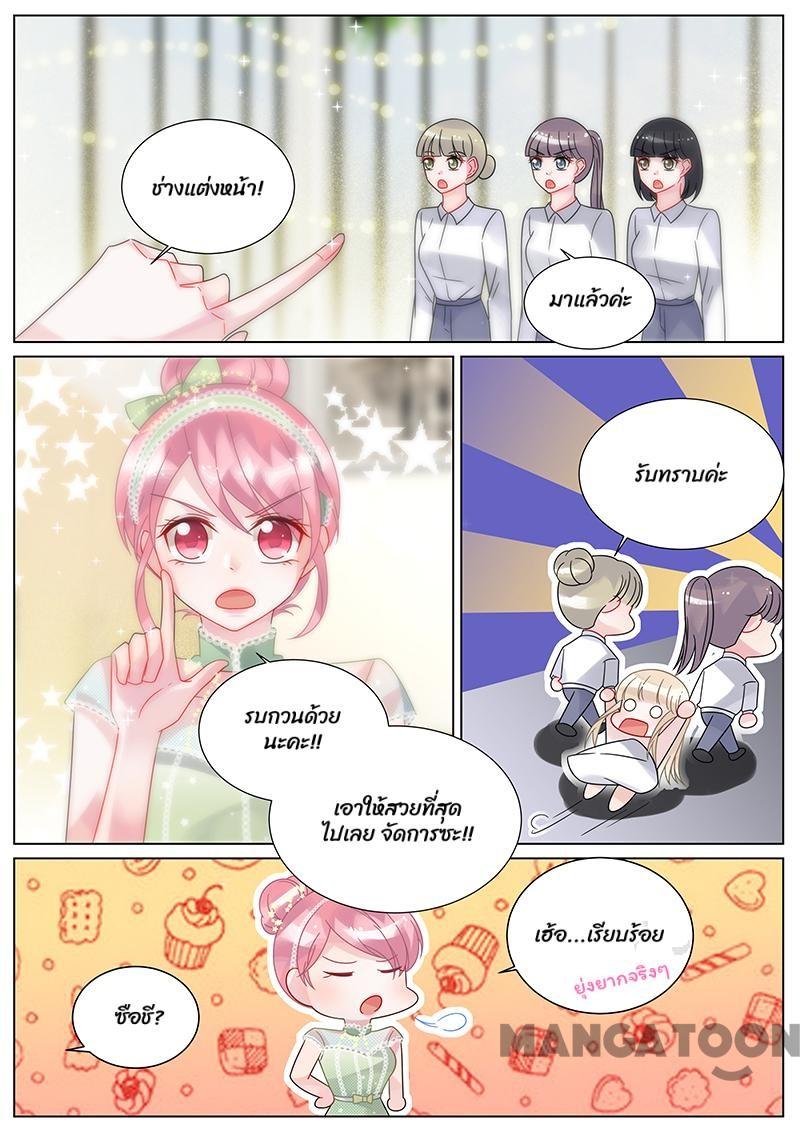 ช่างแต่งหน้า!
มาแล้วค่ะ
รับทราบค่ะ
รบกวนด้วย
นะคะ!!
เอาให้สวยที่สุด
ไปเลย จัดการซะ!!
เฮ้อ...เรียบร้อย
ยุ่งยากจริงๆ
ซือชี?
MANGATOON